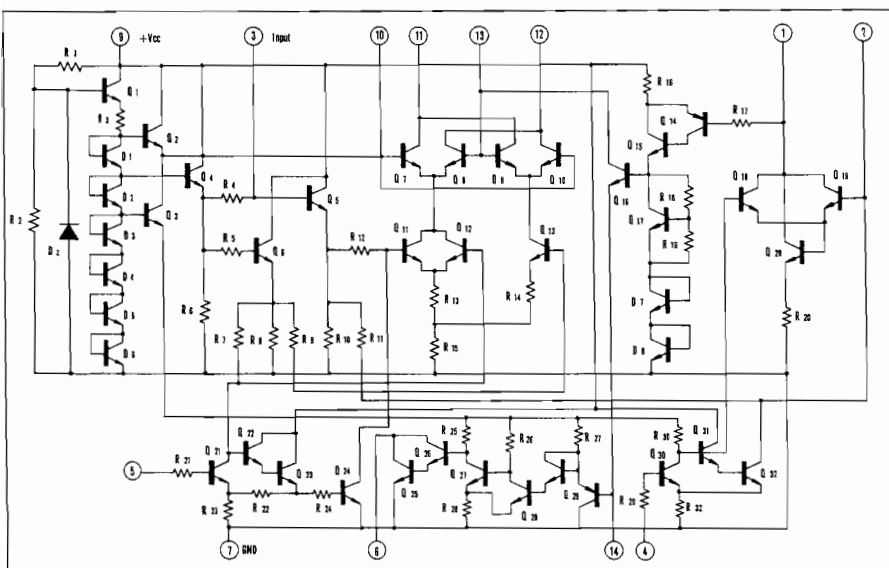 9 +Vcc 3 Input 10 11 13 12 1 2
R 3
R 16
Q 1
R 17
Q 14
R 3
Q 2
Q 15
D 1
Q 4
Q 7 Q 8 Q 9 Q 10
Q 18 Q 19
D 2
R 4
Q 5
Q 16
R 18
R 2
Q 3
Q 17
D 3
R 5
Q 6
R 12
Q 11 Q 12 Q 13
R 19
Q 20
D Z
D 4
R 13
R 14
D 7
R 6
R 20
D 5
R 7 R 8 R 9 R 10 R 11
R 15
D 8
D 6
Q 22
R 25 R 26 R 27
R 30
Q 31
Q 21
Q 26
Q 30
5
R 21
Q 23
Q 24
Q 27
Q 32
Q 25
Q 29
R 22
Q 28
R 23
R 24
R 28
R 32
7 GND 6 14 4